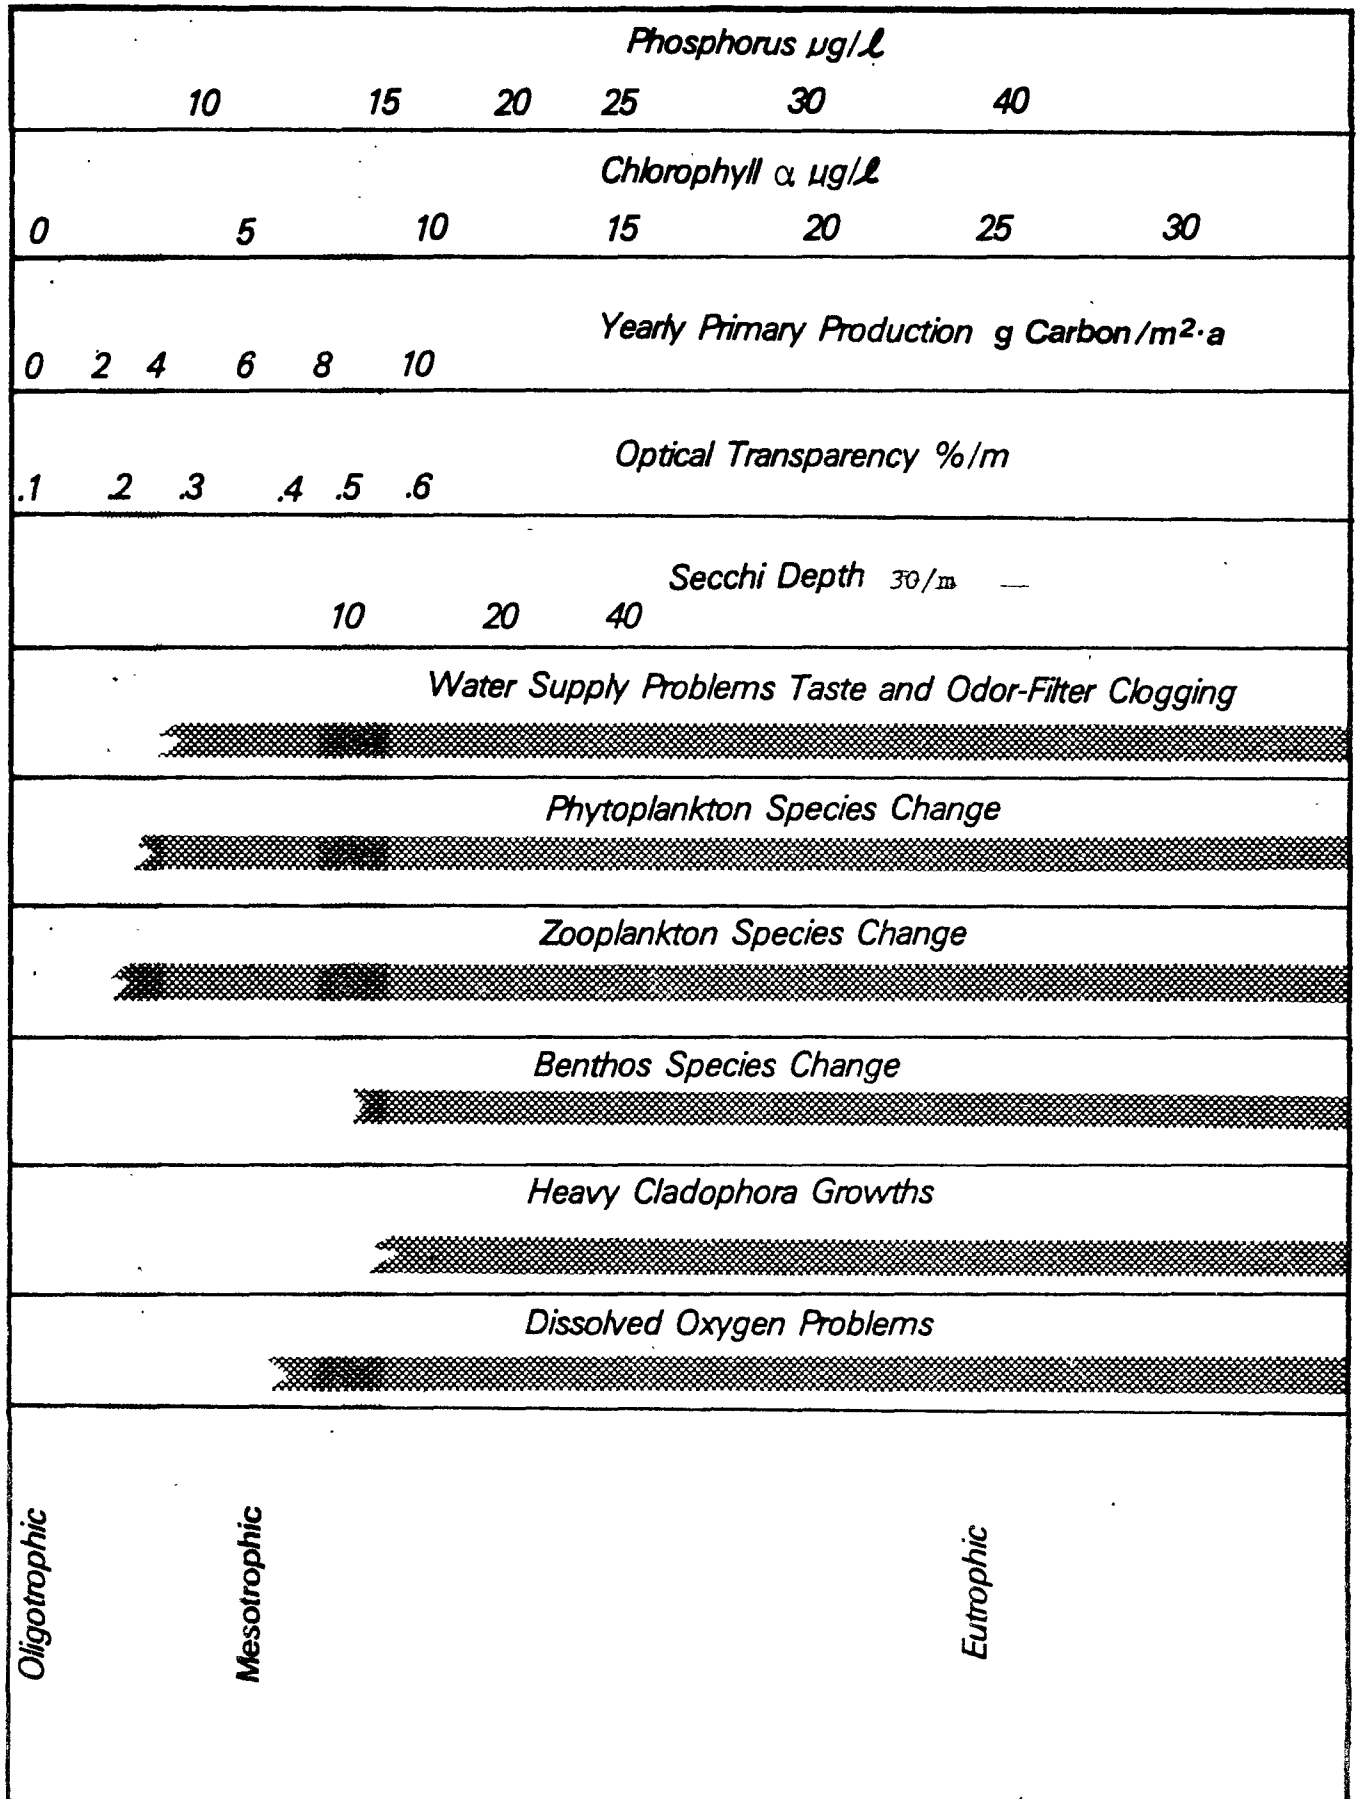 Phosphorus µg/ℓ
10 15 20 25 30 40
Chlorophyll α µg/ℓ
0 5 10 15 20 25 30
Yearly Primary Production g Carbon/m²·a
0 2 4 6 8 10
Optical Transparency %/m
.1 .2 .3 .4 .5 .6
Secchi Depth 30/m —
10 20 40
Water Supply Problems Taste and Odor-Filter Clogging
Phytoplankton Species Change
Zooplankton Species Change
Benthos Species Change
Heavy Cladophora Growths
Dissolved Oxygen Problems
Oligotrophic
Mesotrophic
Eutrophic